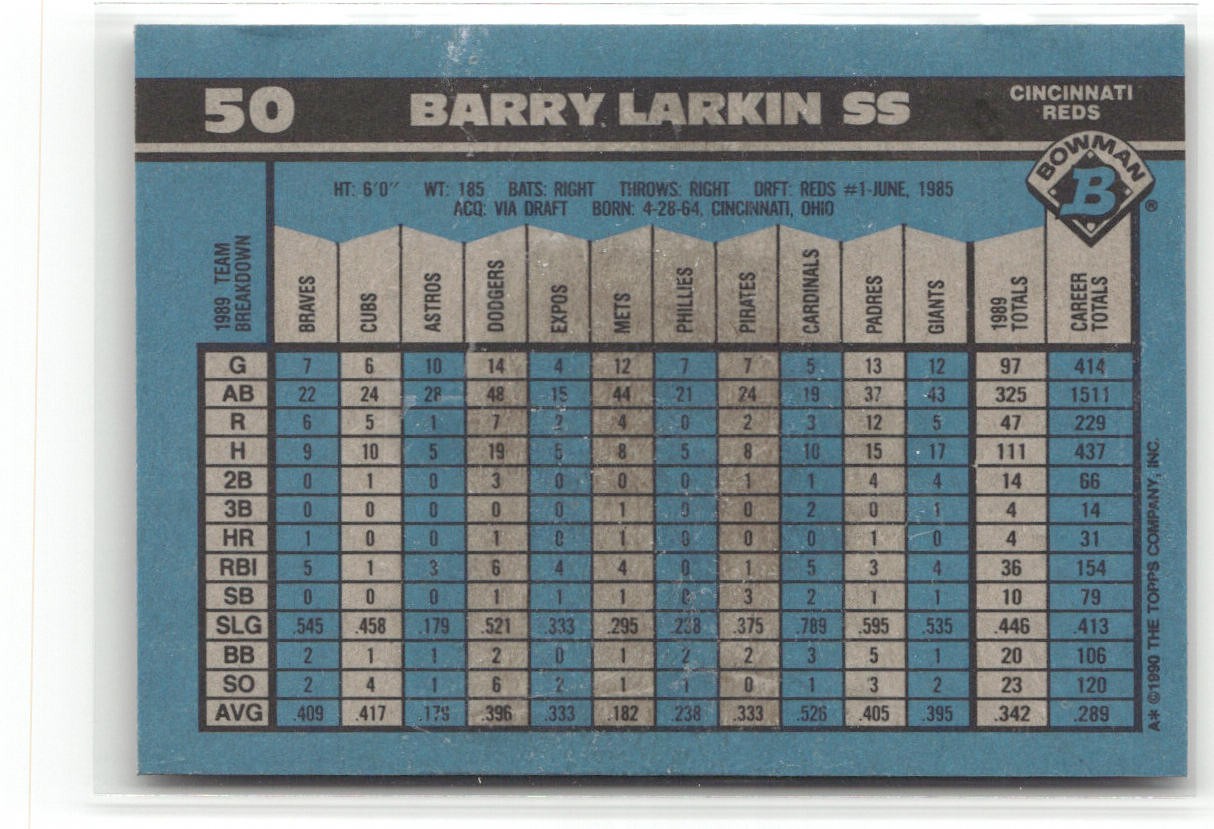 50 BARRY LARKIN SS CINCINNATI REDS
BOWMAN
B ®
HT: 6'0" WT: 185 BATS: RIGHT THROWS: RIGHT DRFT: REDS #1-JUNE, 1985
ACQ: VIA DRAFT BORN: 4-28-64, CINCINNATI, OHIO
1989 TEAM BREAKDOWN BRAVES CUBS ASTROS DODGERS EXPOS METS PHILLIES PIRATES CARDINALS PADRES GIANTS 1989 TOTALS CAREER TOTALS
G 7 6 10 14 4 12 7 7 5 13 12 97 414
AB 22 24 28 48 15 44 21 24 19 37 43 325 1511
R 6 5 1 7 2 4 0 2 3 12 5 47 229
H 9 10 5 19 5 8 5 8 10 15 17 111 437
2B 0 1 0 3 0 0 0 1 1 4 4 14 66
3B 0 0 0 0 0 1 0 0 2 0 1 4 14
HR 1 0 0 1 0 1 0 0 0 1 0 4 31
RBI 5 1 3 6 4 4 0 1 5 3 4 36 154
SB 0 0 0 1 1 1 0 3 2 1 1 10 79
SLG .545 .458 .179 .521 .333 .295 .238 .375 .789 .595 .535 .446 .413
BB 2 1 1 2 0 1 2 2 3 5 1 20 106
SO 2 4 1 6 2 1 1 0 1 3 2 23 120
AVG .409 .417 .179 .396 .333 .182 .238 .333 .526 .405 .395 .342 .289
A* ©1990 THE TOPPS COMPANY, INC.